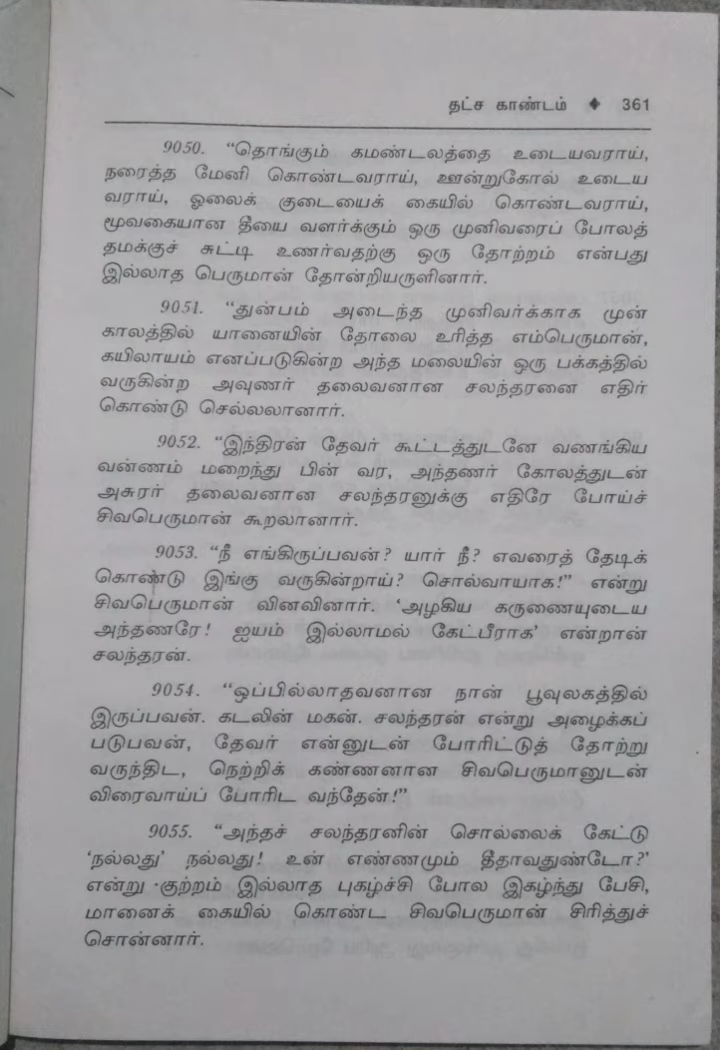 தட்ச காண்டம் ◆ 361
9050. “தொங்கும் கமண்டலத்தை உடையவராய்,
நரைத்த மேனி கொண்டவராய், ஊன்றுகோல் உடைய
வராய், ஓலைக் குடையைக் கையில் கொண்டவராய்,
மூவகையான தீயை வளர்க்கும் ஒரு முனிவரைப் போலத்
தமக்குச் சுட்டி உணர்வதற்கு ஒரு தோற்றம் என்பது
இல்லாத பெருமான் தோன்றியருளினார்.
9051. “துன்பம் அடைந்த முனிவர்க்காக முன்
காலத்தில் யானையின் தோலை உரித்த எம்பெருமான்,
கயிலாயம் எனப்படுகின்ற அந்த மலையின் ஒரு பக்கத்தில்
வருகின்ற அவுணர் தலைவனான சலந்தரனை எதிர்
கொண்டு செல்லலானார்.
9052. “இந்திரன் தேவர் கூட்டத்துடனே வணங்கிய
வண்ணம் மறைந்து பின் வர, அந்தணர் கோலத்துடன்
அசுரர் தலைவனான சலந்தரனுக்கு எதிரே போய்ச்
சிவபெருமான் கூறலானார்.
9053. “நீ எங்கிருப்பவன்? யார் நீ? எவரைத் தேடிக்
கொண்டு இங்கு வருகின்றாய்? சொல்வாயாக!” என்று
சிவபெருமான் வினவினார். ‘அழகிய கருணையுடைய
அந்தணரே! ஐயம் இல்லாமல் கேட்பீராக’ என்றான்
சலந்தரன்.
9054. “ஒப்பில்லாதவனான நான் பூவுலகத்தில்
இருப்பவன். கடலின் மகன். சலந்தரன் என்று அழைக்கப்
படுபவன், தேவர் என்னுடன் போரிட்டுத் தோற்று
வருந்திட, நெற்றிக் கண்ணனான சிவபெருமானுடன்
விரைவாய்ப் போரிட வந்தேன்!”
9055. “அந்தச் சலந்தரனின் சொல்லைக் கேட்டு
‘நல்லது’ நல்லது! உன் எண்ணமும் தீதாவதுண்டோ?’
என்று குற்றம் இல்லாத புகழ்ச்சி போல இகழ்ந்து பேசி,
மானைக் கையில் கொண்ட சிவபெருமான் சிரித்துச்
சொன்னார்.